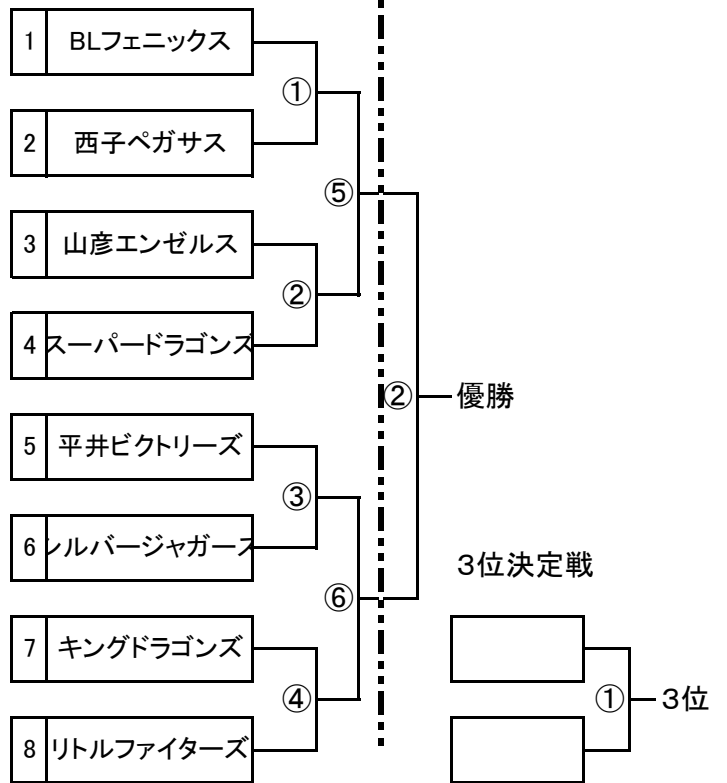 1 BLフェニックス
①
2 西子ペガサス
⑤
3 山彦エンゼルス
②
4 スーパードラゴンズ
② 優勝
5 平井ビクトリーズ
③
6 シルバージャガーズ
3位決定戦
⑥
7 キングドラゴンズ
④
① 3位
8 リトルファイターズ